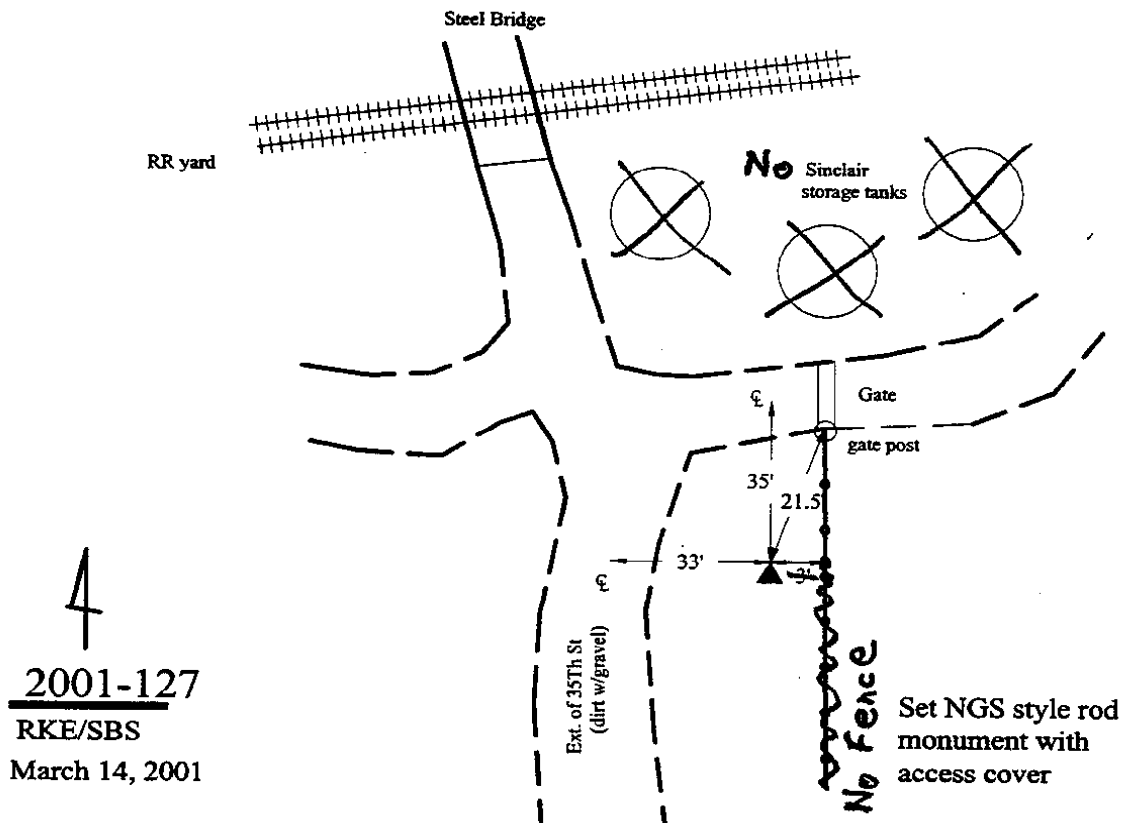 Steel Bridge
RR yard
No Sinclair
storage tanks
℄
Gate
gate post
35'
21.5'
33'
3'
℄
Ext. of 35Th St
(dirt w/gravel)
No Fence
2001-127
RKE/SBS
March 14, 2001
Set NGS style rod
monument with
access cover